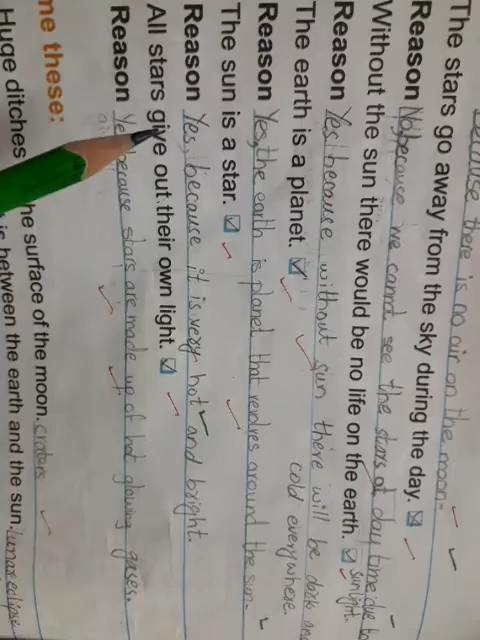 because there is no air on the moon.
The stars go away from the sky during the day.
Reason No because we cannot see the stars at day time due to
sunlight.
Without the sun there would be no life on the earth.
Reason Yes because without sun there will be dark and
cold everywhere.
The earth is a planet.
Reason Yes, the earth is planet that revolves around the sun.
The sun is a star.
Reason Yes, because it is very hot and bright.
All stars give out their own light.
Reason Yes because stars are made up of hot glowing gases.
me these:
Huge ditches he surface of the moon. craters
is between the earth and the sun. lunar eclipse